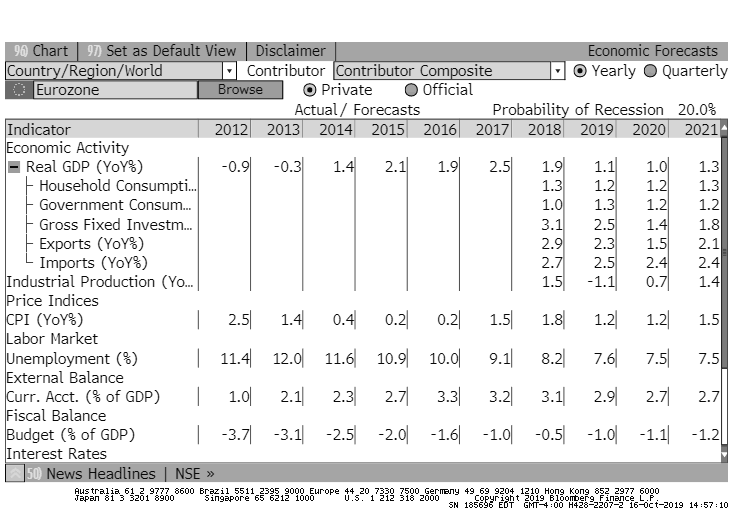 96) Chart 97) Set as Default View Disclaimer Economic Forecasts
Country/Region/World Contributor Contributor Composite Yearly Quarterly
Eurozone Browse Private Official
Actual/ Forecasts Probability of Recession 20.0%
Indicator 2012 2013 2014 2015 2016 2017 2018 2019 2020 2021
Economic Activity
Real GDP (YoY%) -0.9 -0.3 1.4 2.1 1.9 2.5 1.9 1.1 1.0 1.3
Household Consumpti... 1.3 1.2 1.2 1.3
Government Consum... 1.0 1.3 1.2 1.2
Gross Fixed Investm... 3.1 2.5 1.4 1.8
Exports (YoY%) 2.9 2.3 1.5 2.1
Imports (YoY%) 2.7 2.5 2.4 2.4
Industrial Production (Yo... 1.5 -1.1 0.7 1.4
Price Indices
CPI (YoY%) 2.5 1.4 0.4 0.2 0.2 1.5 1.8 1.2 1.2 1.5
Labor Market
Unemployment (%) 11.4 12.0 11.6 10.9 10.0 9.1 8.2 7.6 7.5 7.5
External Balance
Curr. Acct. (% of GDP) 1.0 2.1 2.3 2.7 3.3 3.2 3.1 2.9 2.7 2.7
Fiscal Balance
Budget (% of GDP) -3.7 -3.1 -2.5 -2.0 -1.6 -1.0 -0.5 -1.0 -1.1 -1.2
Interest Rates
50) News Headlines | NSE »
Australia 61 2 9777 8600 Brazil 5511 2395 9000 Europe 44 20 7330 7500 Germany 49 69 9204 1210 Hong Kong 852 2977 6000
Japan 81 3 3201 8900 Singapore 65 6212 1000 U.S. 1 212 318 2000 Copyright 2019 Bloomberg Finance L.P.
SN 185696 EDT GMT-4:00 H428-2207-2 16-Oct-2019 14:57:10